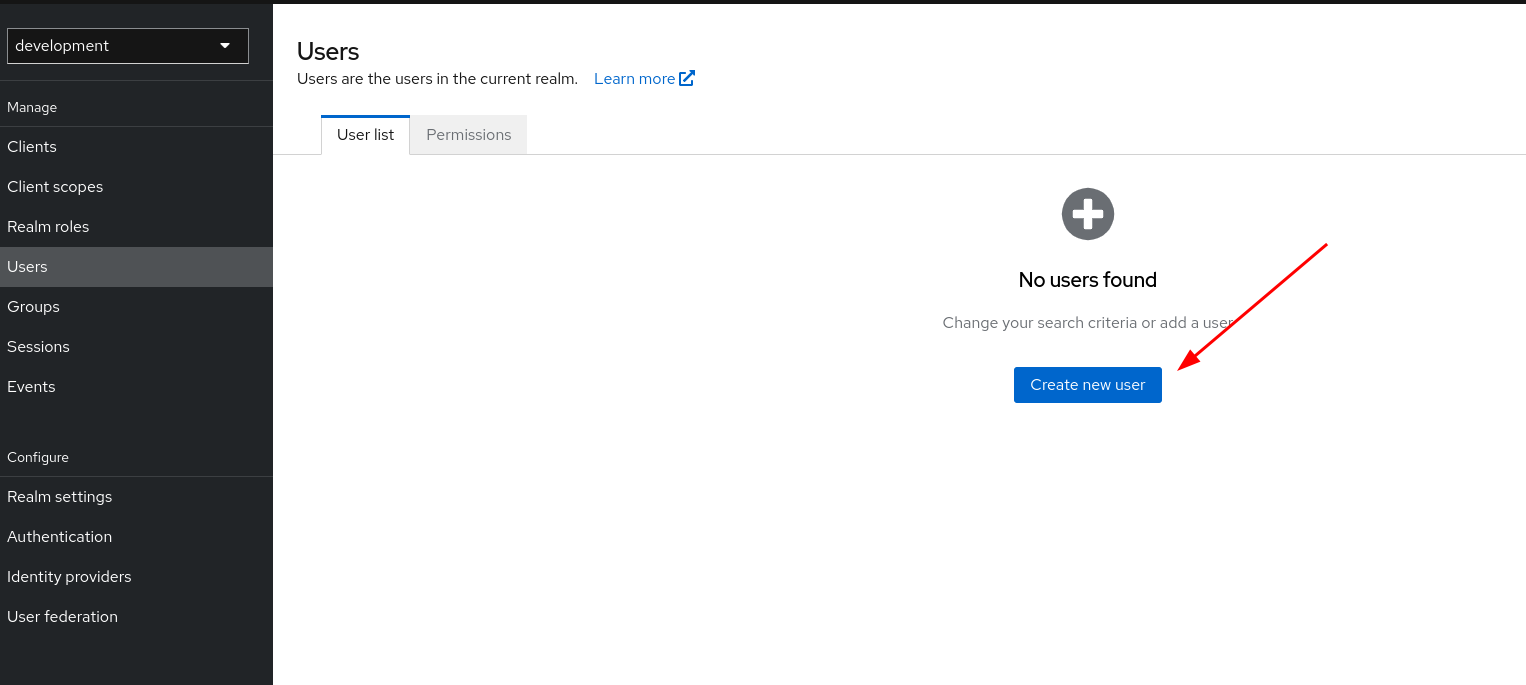 development
Manage
Clients
Client scopes
Realm roles
Users
Groups
Sessions
Events
Configure
Realm settings
Authentication
Identity providers
User federation
Users
Users are the users in the current realm. Learn more
User list Permissions
No users found
Change your search criteria or add a user
Create new user